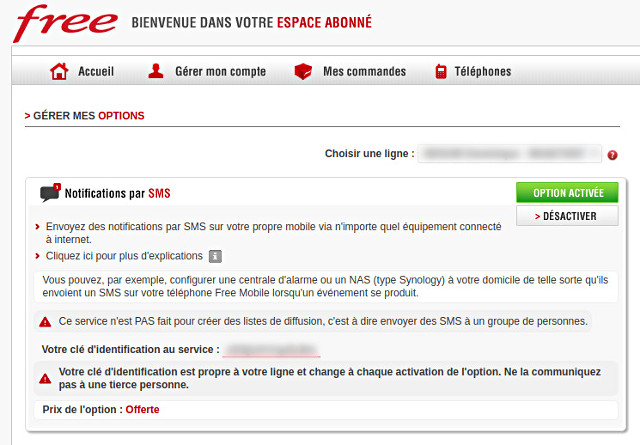 free BIENVENUE DANS VOTRE ESPACE ABONNÉ
Accueil Gérer mon compte Mes commandes Téléphones
> GÉRER MES OPTIONS
Choisir une ligne : ?
1
Notifications par SMS OPTION ACTIVÉE
> DÉSACTIVER
Envoyez des notifications par SMS sur votre propre mobile via n'importe quel équipement connecté
à internet.
Cliquez ici pour plus d'explications i
Vous pouvez, par exemple, configurer une centrale d'alarme ou un NAS (type Synology) à votre domicile de telle sorte qu'ils
envoient un SMS sur votre téléphone Free Mobile lorsqu'un événement se produit.
Ce service n'est PAS fait pour créer des listes de diffusion, c'est à dire envoyer des SMS à un groupe de personnes.
Votre clé d'identification au service :
Votre clé d'identification est propre à votre ligne et change à chaque activation de l'option. Ne la communiquez
pas à une tierce personne.
Prix de l'option : Offerte